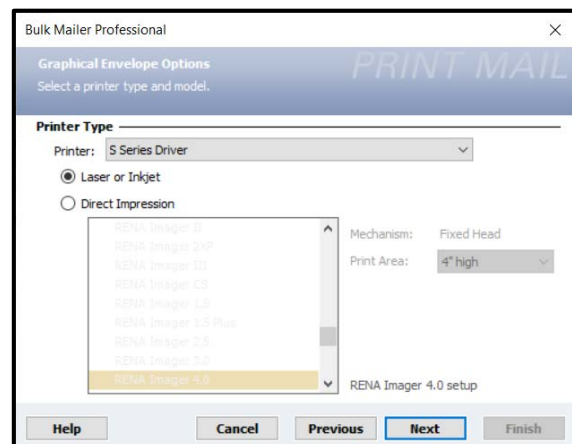 Bulk Mailer Professional
Graphical Envelope Options
PRINT MAIL
Select a printer type and model.
Printer Type
Printer: S Series Driver
Laser or Inkjet
Direct Impression
RENA Imager II
RENA Imager 2XP
RENA Imager III
RENA Imager CS
RENA Imager 1.5
RENA Imager 1.5 Plus
RENA Imager 2.5
RENA Imager 3.0
RENA Imager 4.0
Mechanism: Fixed Head
Print Area: 4" high
RENA Imager 4.0 setup
Help Cancel Previous Next Finish